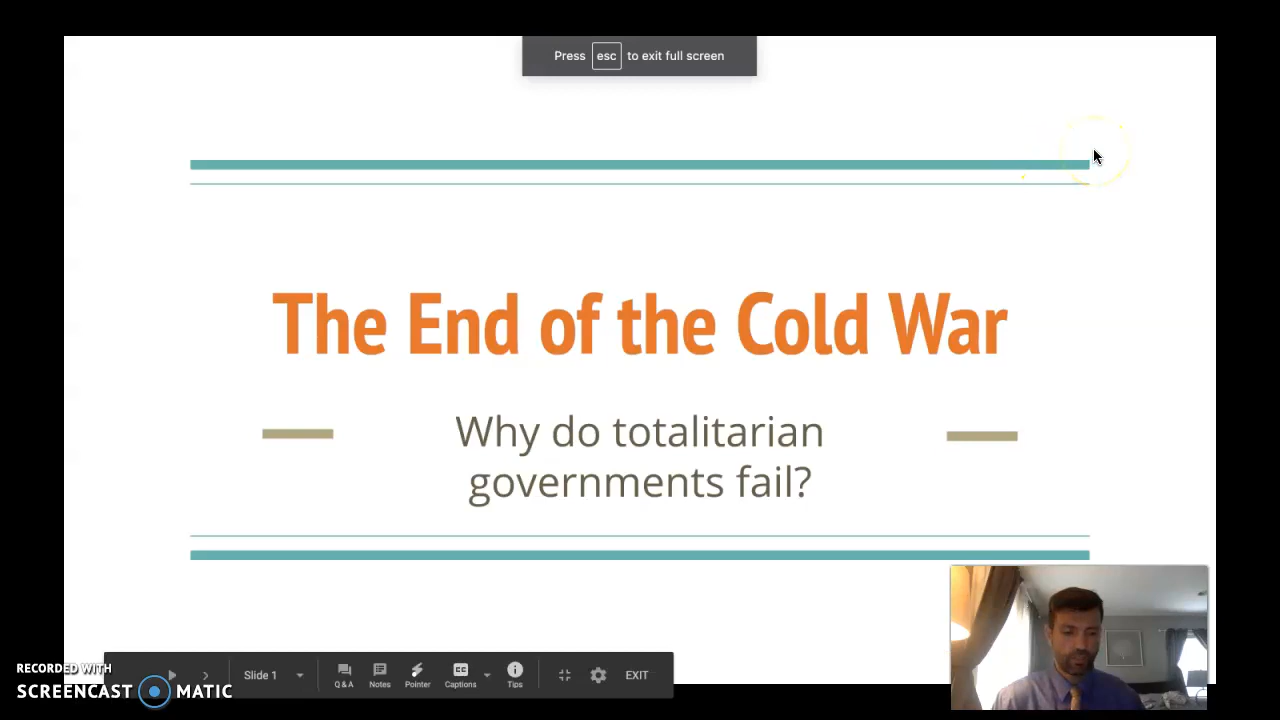 Press esc to exit full screen
The End of the Cold War
Why do totalitarian
governments fail?
Slide 1
Q&A
Notes
Pointer
CC
Captions
Tips
EXIT
RECORDED WITH
SCREENCAST MATIC